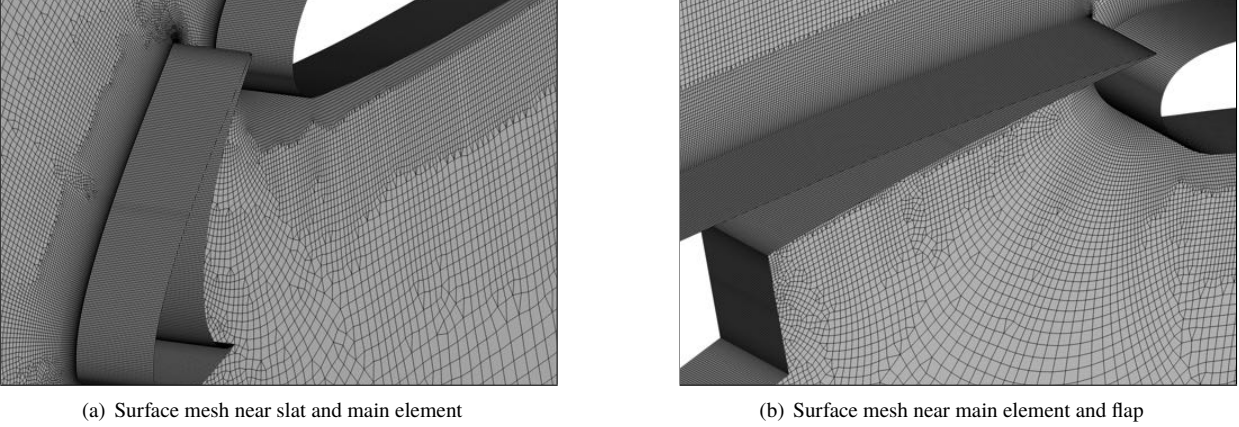 (a) Surface mesh near slat and main element
(b) Surface mesh near main element and flap